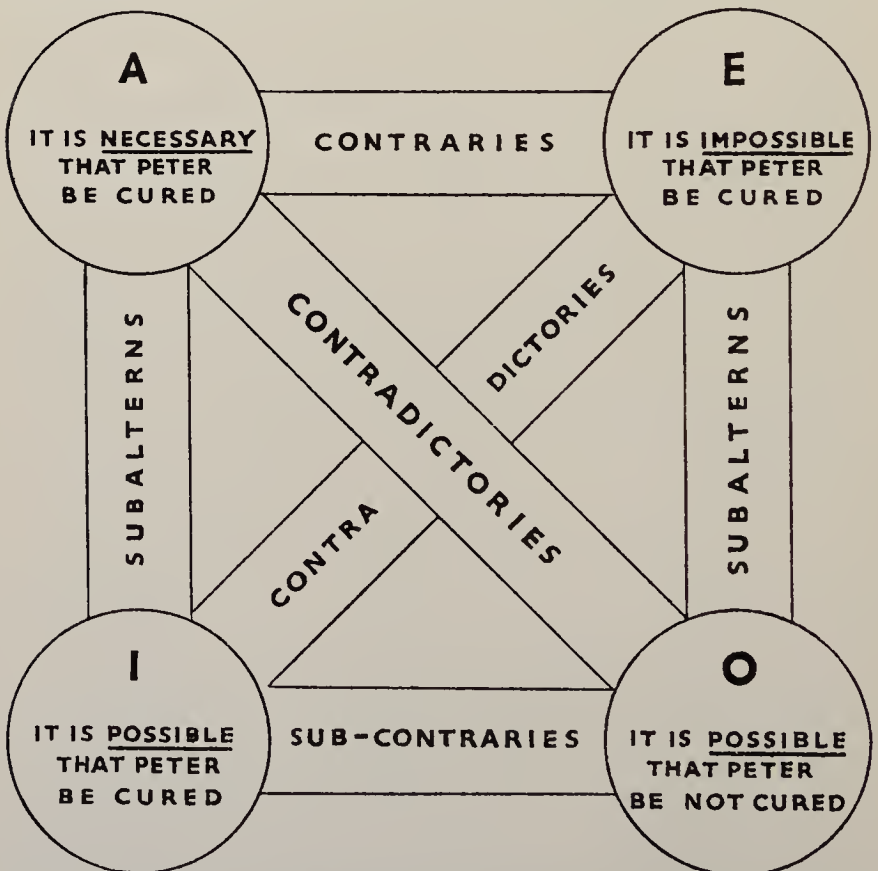 A
IT IS NECESSARY
THAT PETER
BE CURED
CONTRARIES
E
IT IS IMPOSSIBLE
THAT PETER
BE CURED
SUBALTERNS
CONTRADICTORIES
CONTRA
DICTORIES
SUBALTERNS
I
IT IS POSSIBLE
THAT PETER
BE CURED
SUB-CONTRARIES
O
IT IS POSSIBLE
THAT PETER
BE NOT CURED